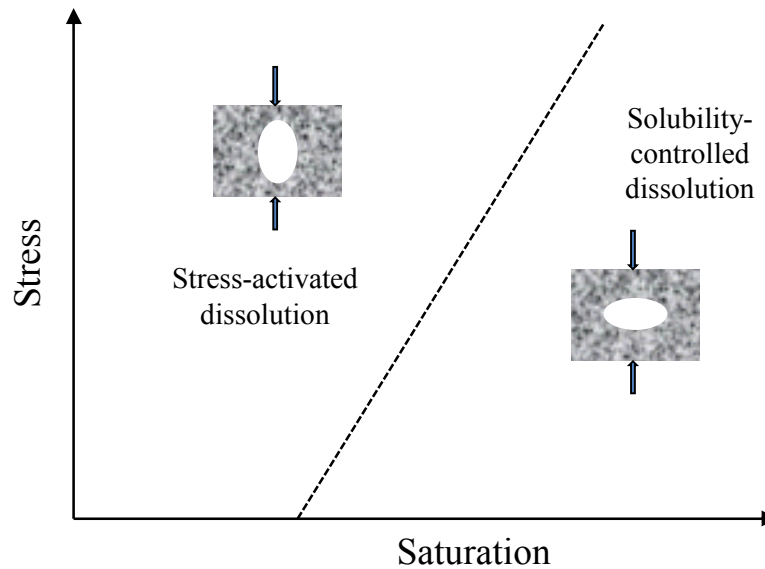 Solubility-
controlled
dissolution
Stress-activated
dissolution
Stress
Saturation